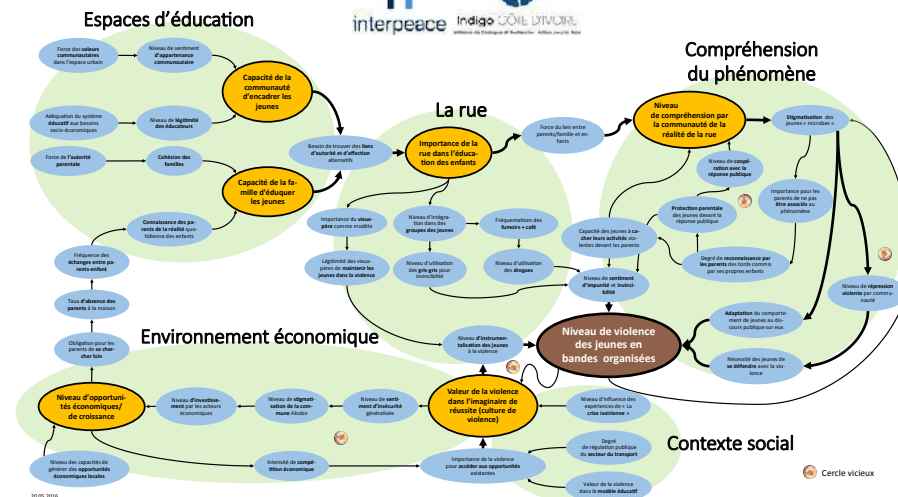 Espaces d'éducation
interpeace
Indigo CÔTE D'IVOIRE
Compréhension
du phénomène
La rue
Environnement économique
Contexte social
Force des valeurs
communautaires
dans l'espace urbain
Niveau de sentiment
d'appartenance
communautaire
Capacité de la
communauté
d'encadrer les
jeunes
Adéquation du système
éducatif aux besoins
socio-économiques
Niveau de légitimité
des éducateurs
Force de l'autorité
parentale
Cohésion des
familles
Capacité de la fa-
mille d'éduquer
les jeunes
Connaissance des pa-
rents de la réalité quo-
tidienne des enfants
Fréquence des
échanges entre pa-
rents-enfant
Taux d'absence des
parents à la maison
Obligation pour les
parents de se cher-
cher loin
Besoin de trouver des liens
d'autorité et d'affection
alternatifs
Importance de la
rue dans l'éduca-
tion des enfants
Force du lien entre
parents/famille et en-
fants
Importance du vieux-
père comme modèle
Niveau d'intégra-
tion dans des
groupes des jeunes
Fréquentations des
fumoirs + café
Légitimité des vieux-
pères de maintenir les
jeunes dans la violence
Niveau d'utilisation
des gris-gris pour
invincibilité
Niveau d'utilisation
des drogues
Niveau
de compréhension par
la communauté de la
réalité de la rue
Stigmatisation des
jeunes « microbes »
Niveau de coopé-
ration avec la
réponse publique
Importance pour les
parents de ne pas
être associés au
phénomène
Protection parentale
des jeunes devant la
réponse publique
Capacité des jeunes à ca-
cher leurs activités vio-
lentes devant les parents
Degré de reconnaissance par
les parents des tords commis
par ses propres enfants
Niveau de sentiment
d'impunité et invinci-
bilité
Niveau de répression
violente par commu-
nauté
Adaptation du comporte-
ment de jeunes au dis-
cours publique sur eux
Nécessité des jeunes de
se défendre avec la vio-
lence
Niveau de violence
des jeunes en
bandes organisées
Niveau d'instrumen-
talisation des jeunes
à la violence
Niveau d'opportuni-
tés économiques/
de croissance
Niveau d'investisse-
ment par les acteurs
économiques
Niveau de stigmati-
sation de la com-
mune Abobo
Niveau de senti-
ment d'insécurité
généralisée
Valeur de la violence
dans l'imaginaire de
réussite (culture de
violence)
Niveau d'Influence des
expériences de « La
crise ivoirienne »
Niveau des capacités de
générer des opportunités
économiques locales
Intensité de compé-
tition économique
Importance de la violence
pour accéder aux opportunités
existantes
Degré
de régulation publique
du secteur du transport
Valeur de la violence
dans le modèle éducatif
Cercle vicieux
20.05.2016